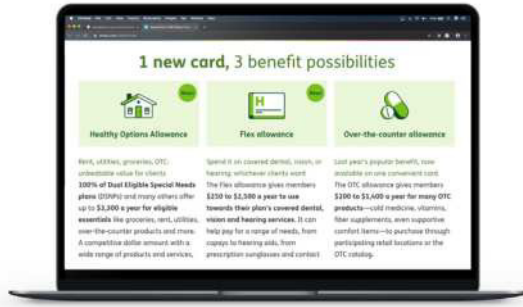 1 new card, 3 benefit possibilities
New
New
H
Healthy Options Allowance
Flex allowance
Over-the-counter allowance
Rent, utilities, groceries, OTC:
unbeatable value for clients
100% of Dual Eligible Special Needs
plans (DSNPs) and many others offer
up to $3,300 a year for eligible
essentials like groceries, rent, utilities,
over-the-counter products and more.
A competitive dollar amount with a
wide range of products and services,
Spend it on covered dental, vision, or
hearing: whichever clients want
The Flex allowance gives members
$250 to $2,500 a year to use
towards their plan's covered dental,
vision and hearing services. It can
help pay for a range of needs, from
copays to hearing aids, from
prescription sunglasses and contact
Last year's popular benefit, now
available on one convenient card
The OTC allowance gives members
$200 to $1,400 a year for many OTC
products—cold medicine, vitamins,
fiber supplements, even supportive
comfort items—to purchase through
participating retail locations or the
OTC catalog.